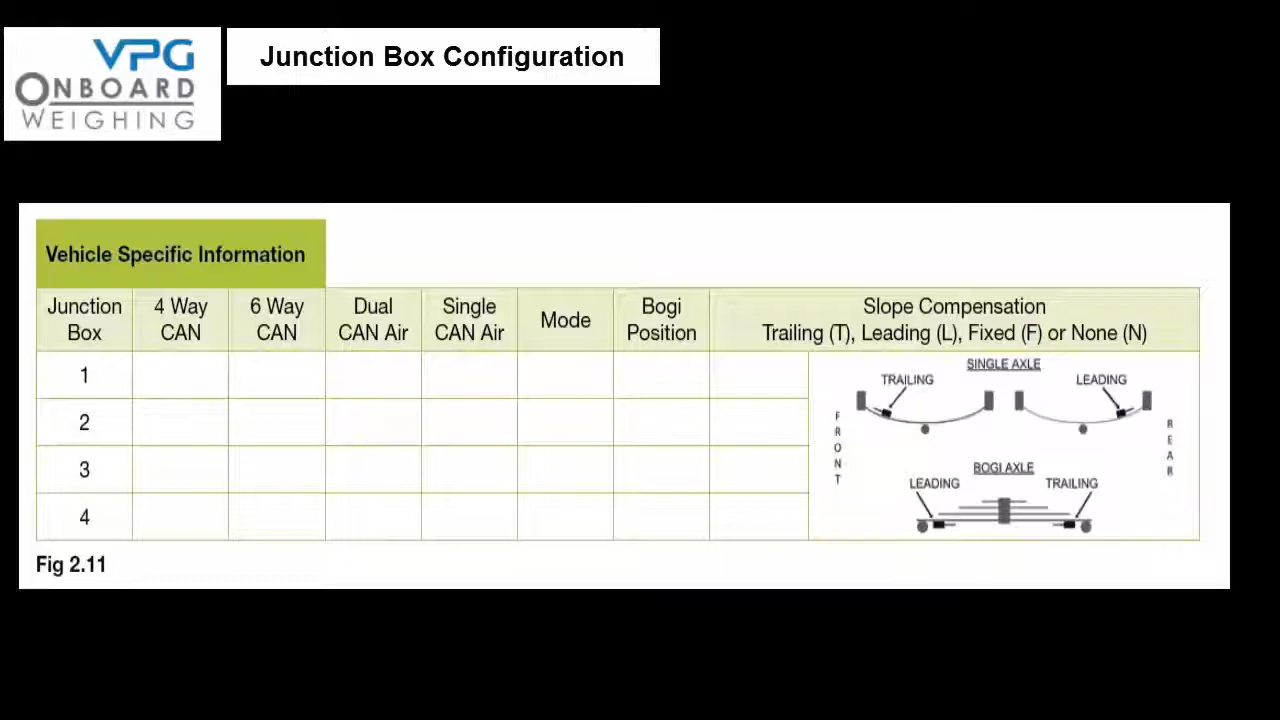 VPG
ONBOARD
WEIGHING
Junction Box Configuration
Vehicle Specific Information
Junction Box
4 Way CAN
6 Way CAN
Dual CAN Air
Single CAN Air
Mode
Bogi Position
Slope Compensation
Trailing (T), Leading (L), Fixed (F) or None (N)
1
2
3
4
SINGLE AXLE
TRAILING
LEADING
FRONT
REAR
BOGI AXLE
LEADING
TRAILING
Fig 2.11